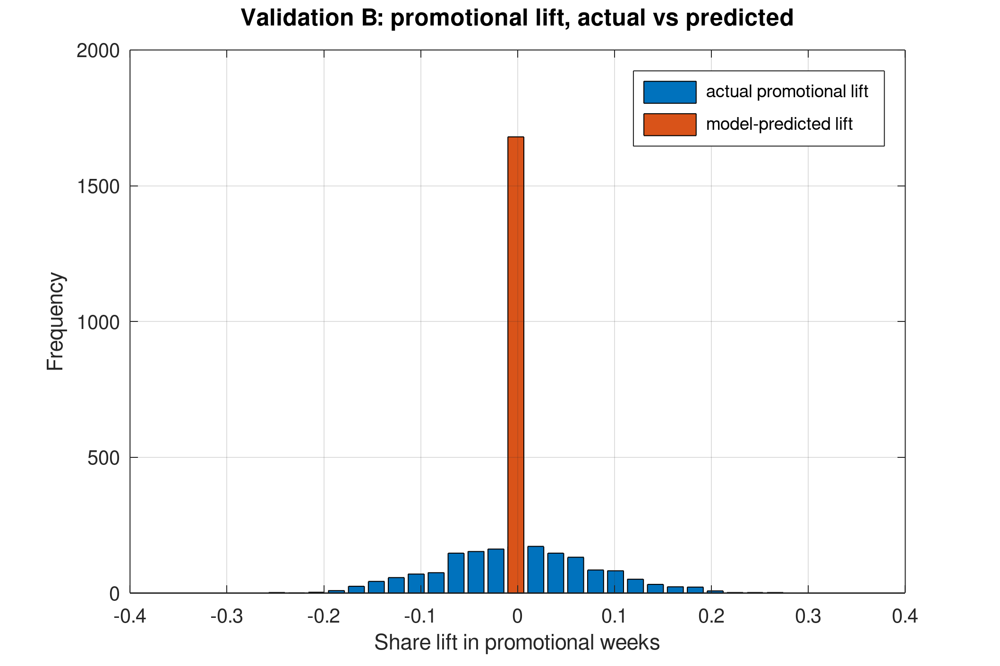 Validation B: promotional lift, actual vs predicted
2000
1500
1000
500
0
Frequency
actual promotional lift
model-predicted lift
-0.4 -0.3 -0.2 -0.1 0 0.1 0.2 0.3 0.4
Share lift in promotional weeks